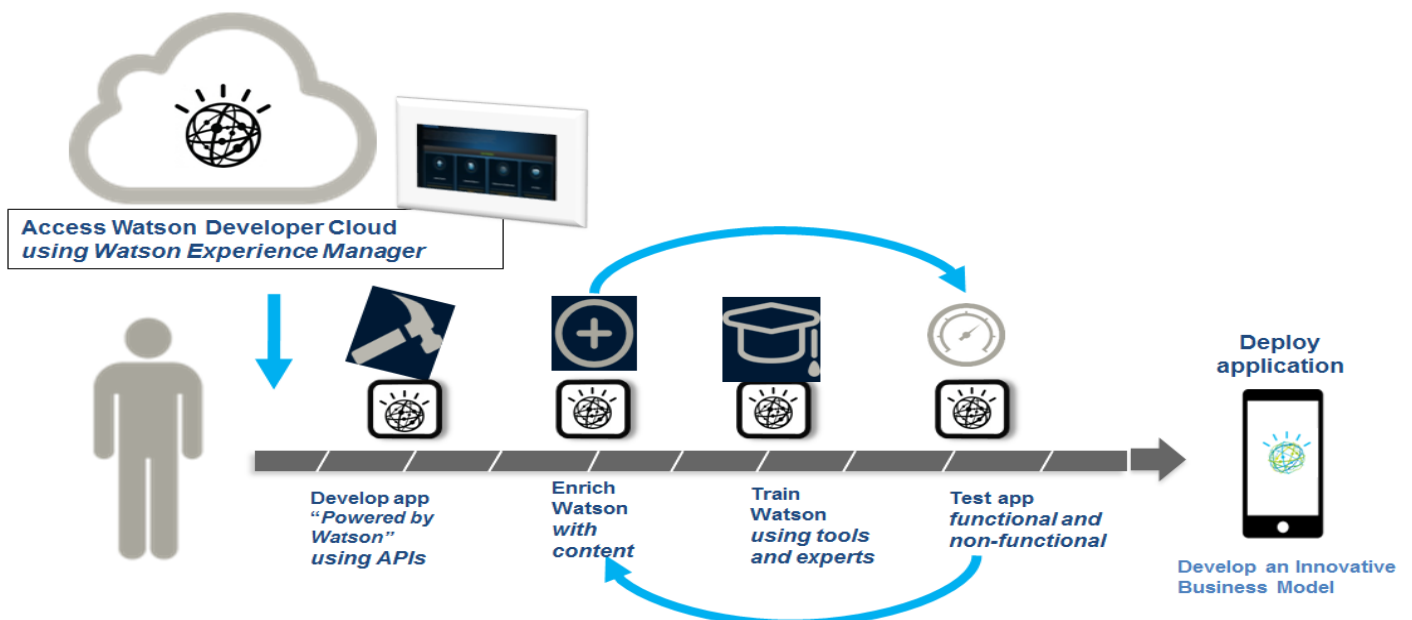 Access Watson Developer Cloud
using Watson Experience Manager
Develop app
“Powered by
Watson”
using APIs
Enrich
Watson
with
content
Train
Watson
using tools
and experts
Test app
functional and
non-functional
Deploy
application
Develop an Innovative
Business Model